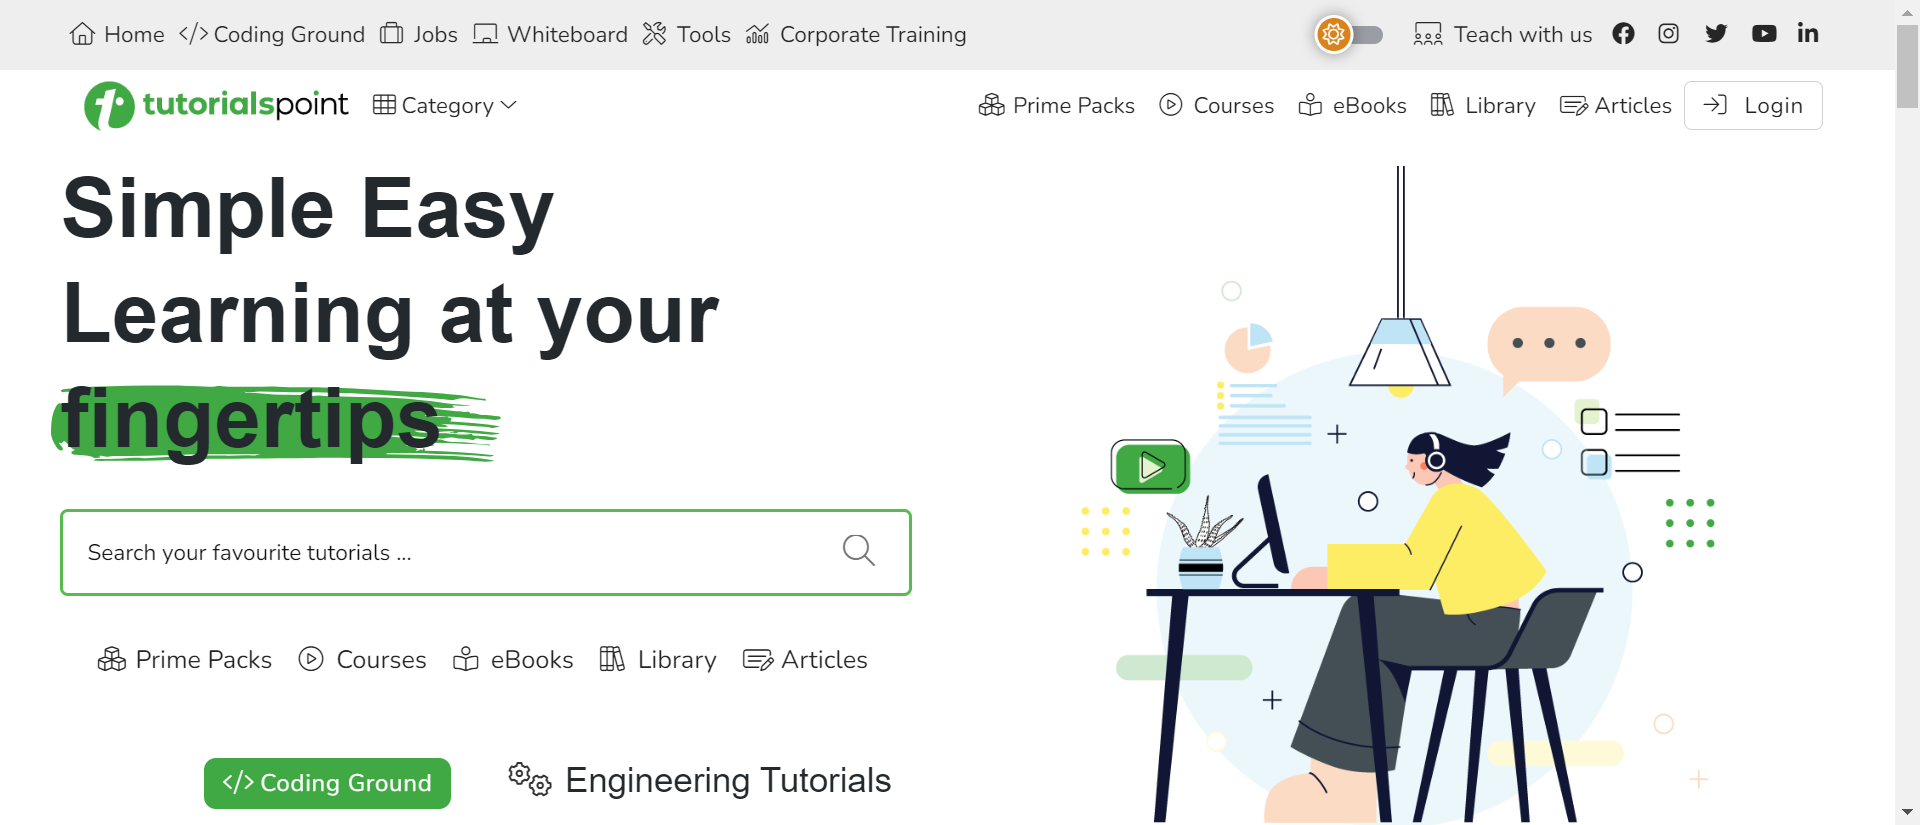 Home </> Coding Ground Jobs Whiteboard Tools Corporate Training Teach with us
tutorialspoint Category Prime Packs Courses eBooks Library Articles Login
Simple Easy
Learning at your
fingertips
Search your favourite tutorials ...
Prime Packs Courses eBooks Library Articles
</> Coding Ground Engineering Tutorials